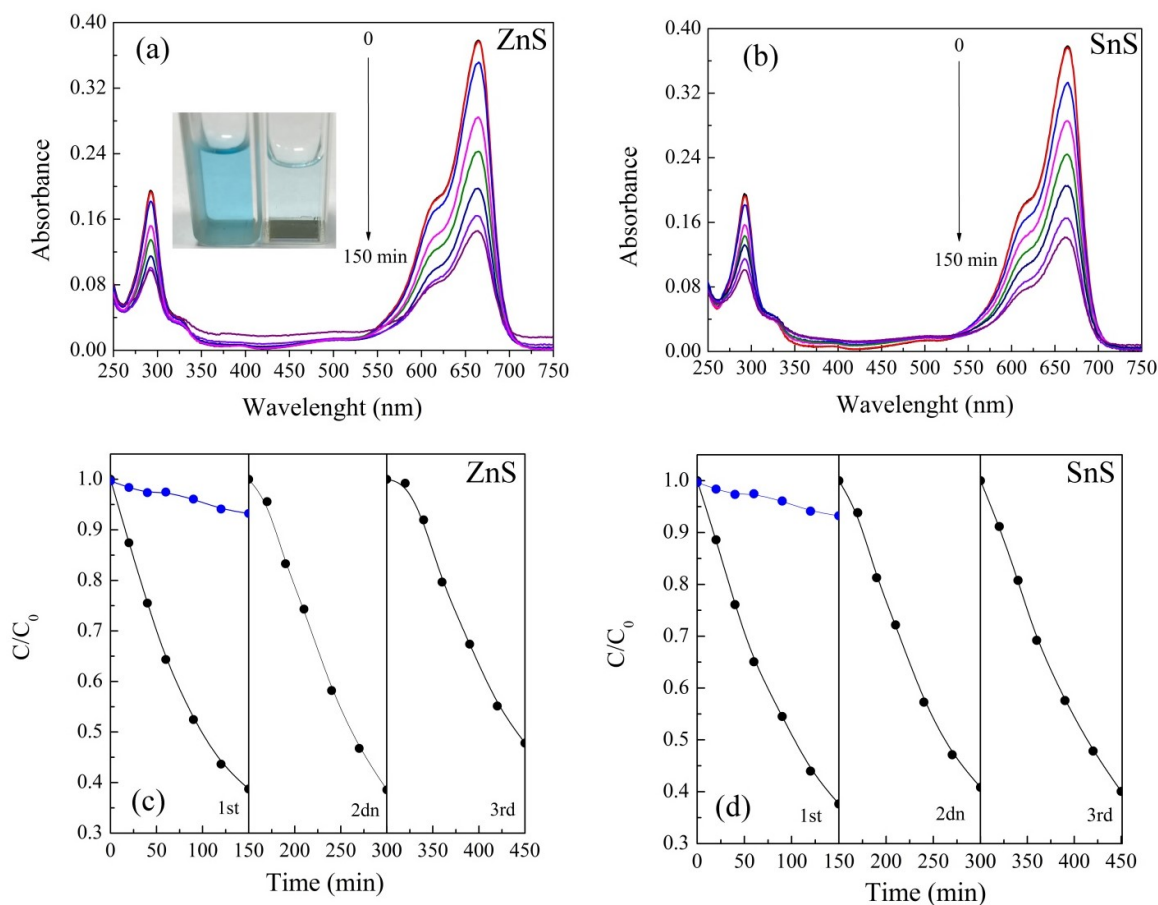 (a)
ZnS
0
150 min
Absorbance
0.40
0.32
0.24
0.16
0.08
0.00
250 300 350 400 450 500 550 600 650 700 750
Wavelenght (nm)
(b)
SnS
0
150 min
Absorbance
0.40
0.32
0.24
0.16
0.08
0.00
250 300 350 400 450 500 550 600 650 700 750
Wavelenght (nm)
ZnS
C/C₀
1.0
0.9
0.8
0.7
0.6
0.5
0.4
0.3
(c)
1st
2dn
3rd
0 50 100 150 200 250 300 350 400 450
Time (min)
SnS
C/C₀
1.0
0.9
0.8
0.7
0.6
0.5
0.4
0.3
(d)
1st
2dn
3rd
0 50 100 150 200 250 300 350 400 450
Time (min)